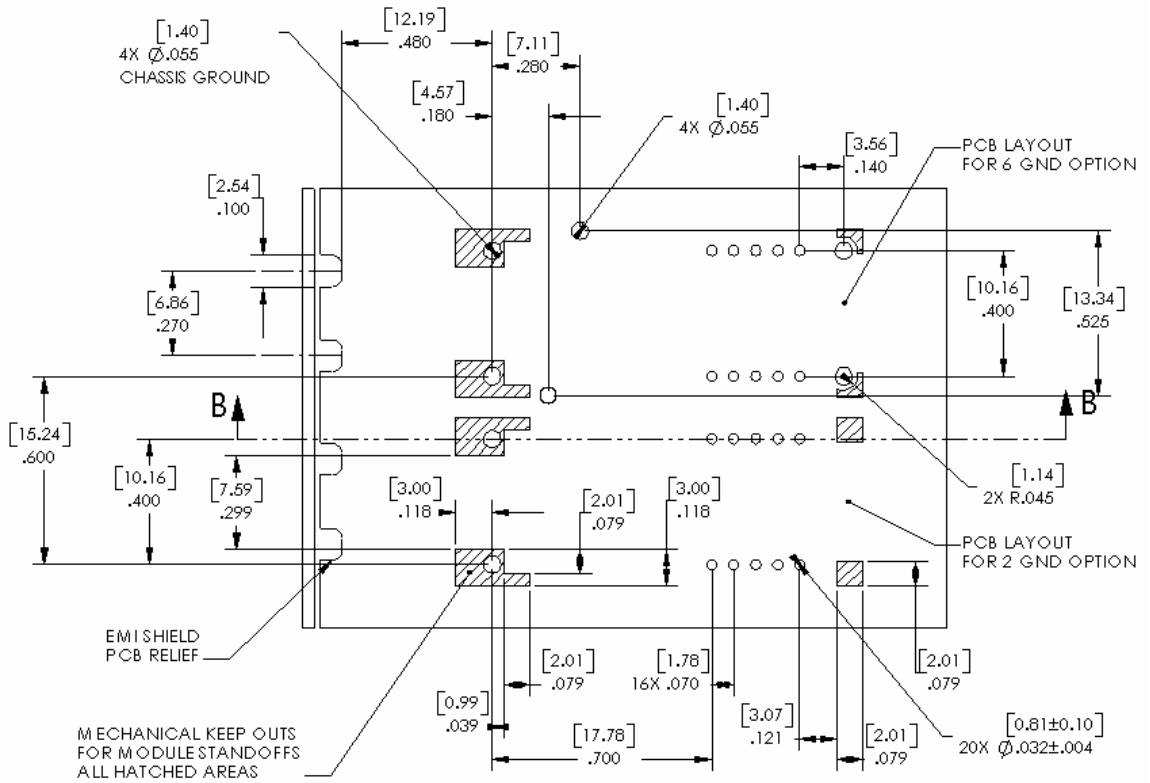 [12.19]
.480
[1.40]
4X Ø.055
CHASSIS GROUND
[7.11]
.280
[4.57]
.180
[1.40]
4X Ø.055
[3.56]
.140
PCB LAYOUT
FOR 6 GND OPTION
[2.54]
.100
[6.86]
.270
[10.16]
.400
[13.34]
.525
B
B
[15.24]
.600
[10.16]
.400
[7.59]
.299
[3.00]
.118
[2.01]
.079
[3.00]
.118
[1.14]
2X R.045
PCB LAYOUT
FOR 2 GND OPTION
EMI SHIELD
PCB RELIEF
[2.01]
.079
[1.78]
16X .070
[2.01]
.079
[0.99]
.039
[3.07]
.121
[0.81±0.10]
20X Ø.032±.004
MECHANICAL KEEP OUTS
FOR MODULE STANDOFFS
ALL HATCHED AREAS
[17.78]
.700
[2.01]
.079